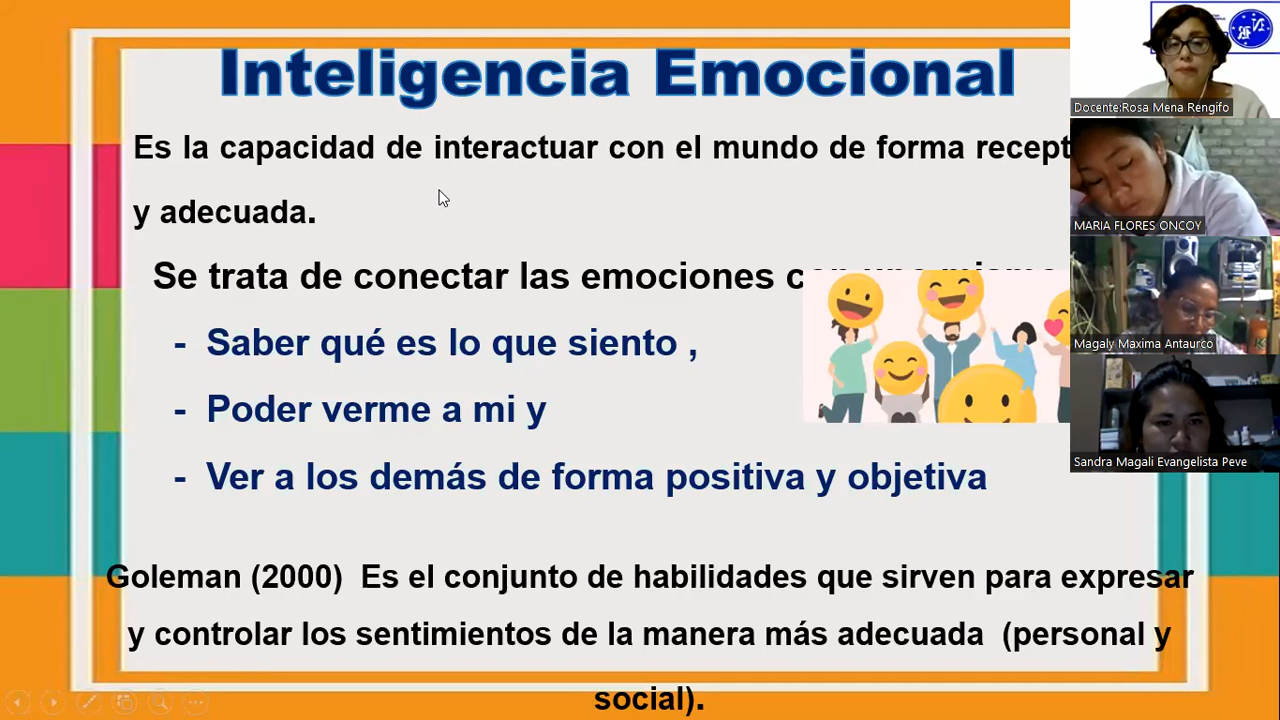 Inteligencia Emocional
Es la capacidad de interactuar con el mundo de forma
y adecuada.
Se trata de conectar las emociones
- Saber qué es lo que siento ,
- Poder verme a mi y
- Ver a los demás de forma positiva y objetiva
Goleman (2000) Es el conjunto de habilidades que sirven para expresar
y controlar los sentimientos de la manera más adecuada (personal y
social).
Docente:Rosa Mena Rengifo
MARIA FLORES ONCOY
Magaly Maxima Antaurco
Sandra Magali Evangelista Peve